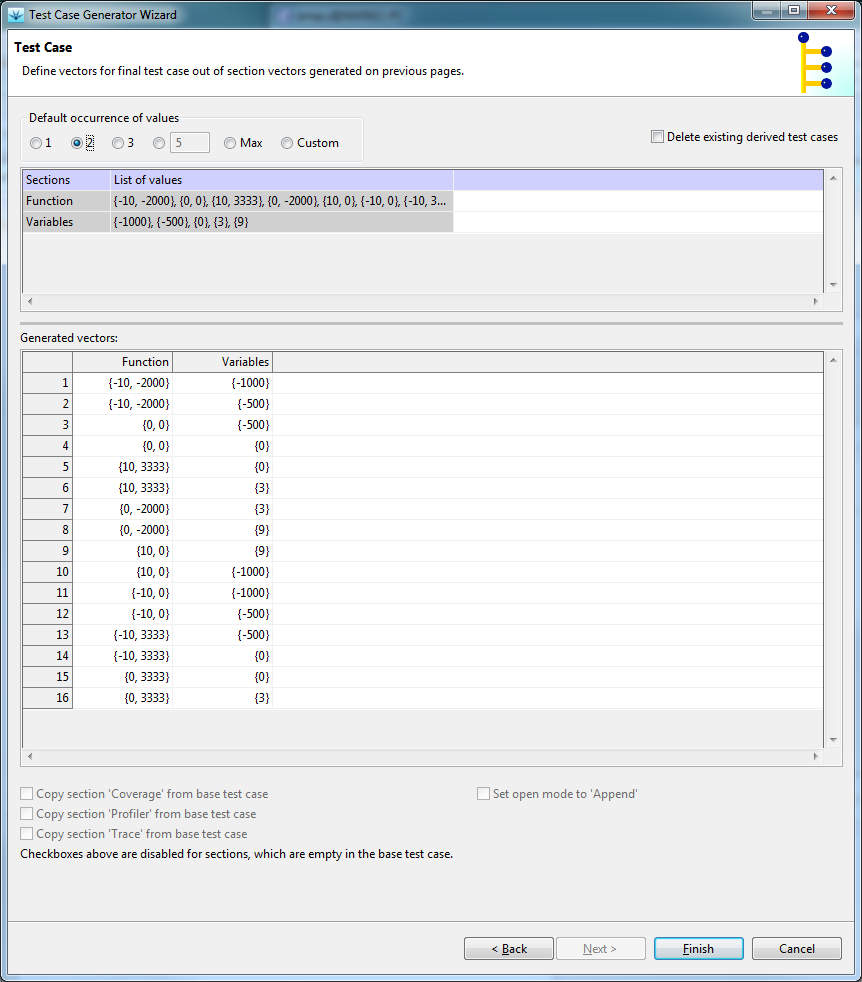 Test Case Generator Wizard
Test Case
Define vectors for final test case out of section vectors generated on previous pages.
Default occurrence of values
1 2 3 5 Max Custom
Delete existing derived test cases
Sections List of values
Function {-10, -2000}, {0, 0}, {10, 3333}, {0, -2000}, {10, 0}, {-10, 0}, {-10, 3...
Variables {-1000}, {-500}, {0}, {3}, {9}
Generated vectors:
Function Variables
1 {-10, -2000} {-1000}
2 {-10, -2000} {-500}
3 {0, 0} {-500}
4 {0, 0} {0}
5 {10, 3333} {0}
6 {10, 3333} {3}
7 {0, -2000} {3}
8 {0, -2000} {9}
9 {10, 0} {9}
10 {10, 0} {-1000}
11 {-10, 0} {-1000}
12 {-10, 0} {-500}
13 {-10, 3333} {-500}
14 {-10, 3333} {0}
15 {0, 3333} {0}
16 {0, 3333} {3}
Copy section 'Coverage' from base test case Set open mode to 'Append'
Copy section 'Profiler' from base test case
Copy section 'Trace' from base test case
Checkboxes above are disabled for sections, which are empty in the base test case.
< Back Next > Finish Cancel